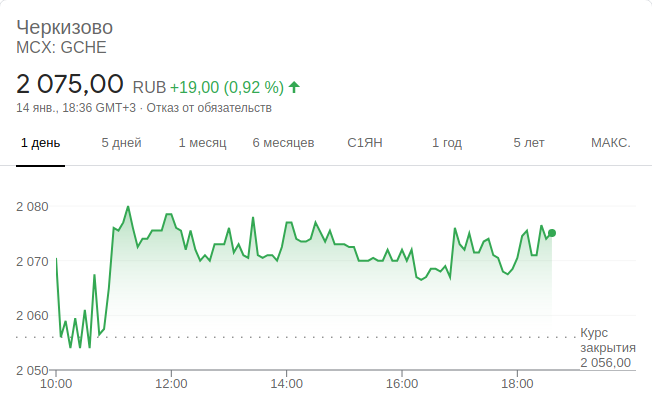 Черкизово
MCX: GCHE
2 075,00 RUB +19,00 (0,92 %)
14 янв., 18:36 GMT+3 · Отказ от обязательств
1 день 5 дней 1 месяц 6 месяцев С1ЯН 1 год 5 лет МАКС.
2 080
2 070
2 060
Курс
закрытия
2 056,00
2 050
10:00 12:00 14:00 16:00 18:00